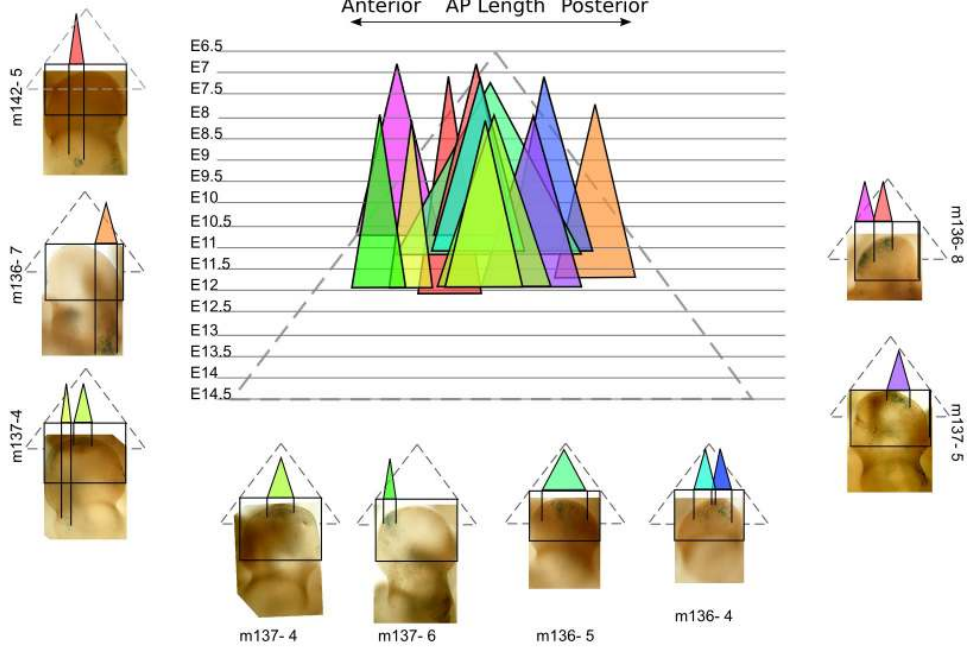 Anterior AP Length Posterior
E6.5
E7
E7.5
E8
E8.5
E9
E9.5
E10
E10.5
E11
E11.5
E12
E12.5
E13
E13.5
E14
E14.5
m142- 5
m136- 7
m137-4
m136- 8
m137- 5
m137- 4
m137- 6
m136- 5
m136- 4